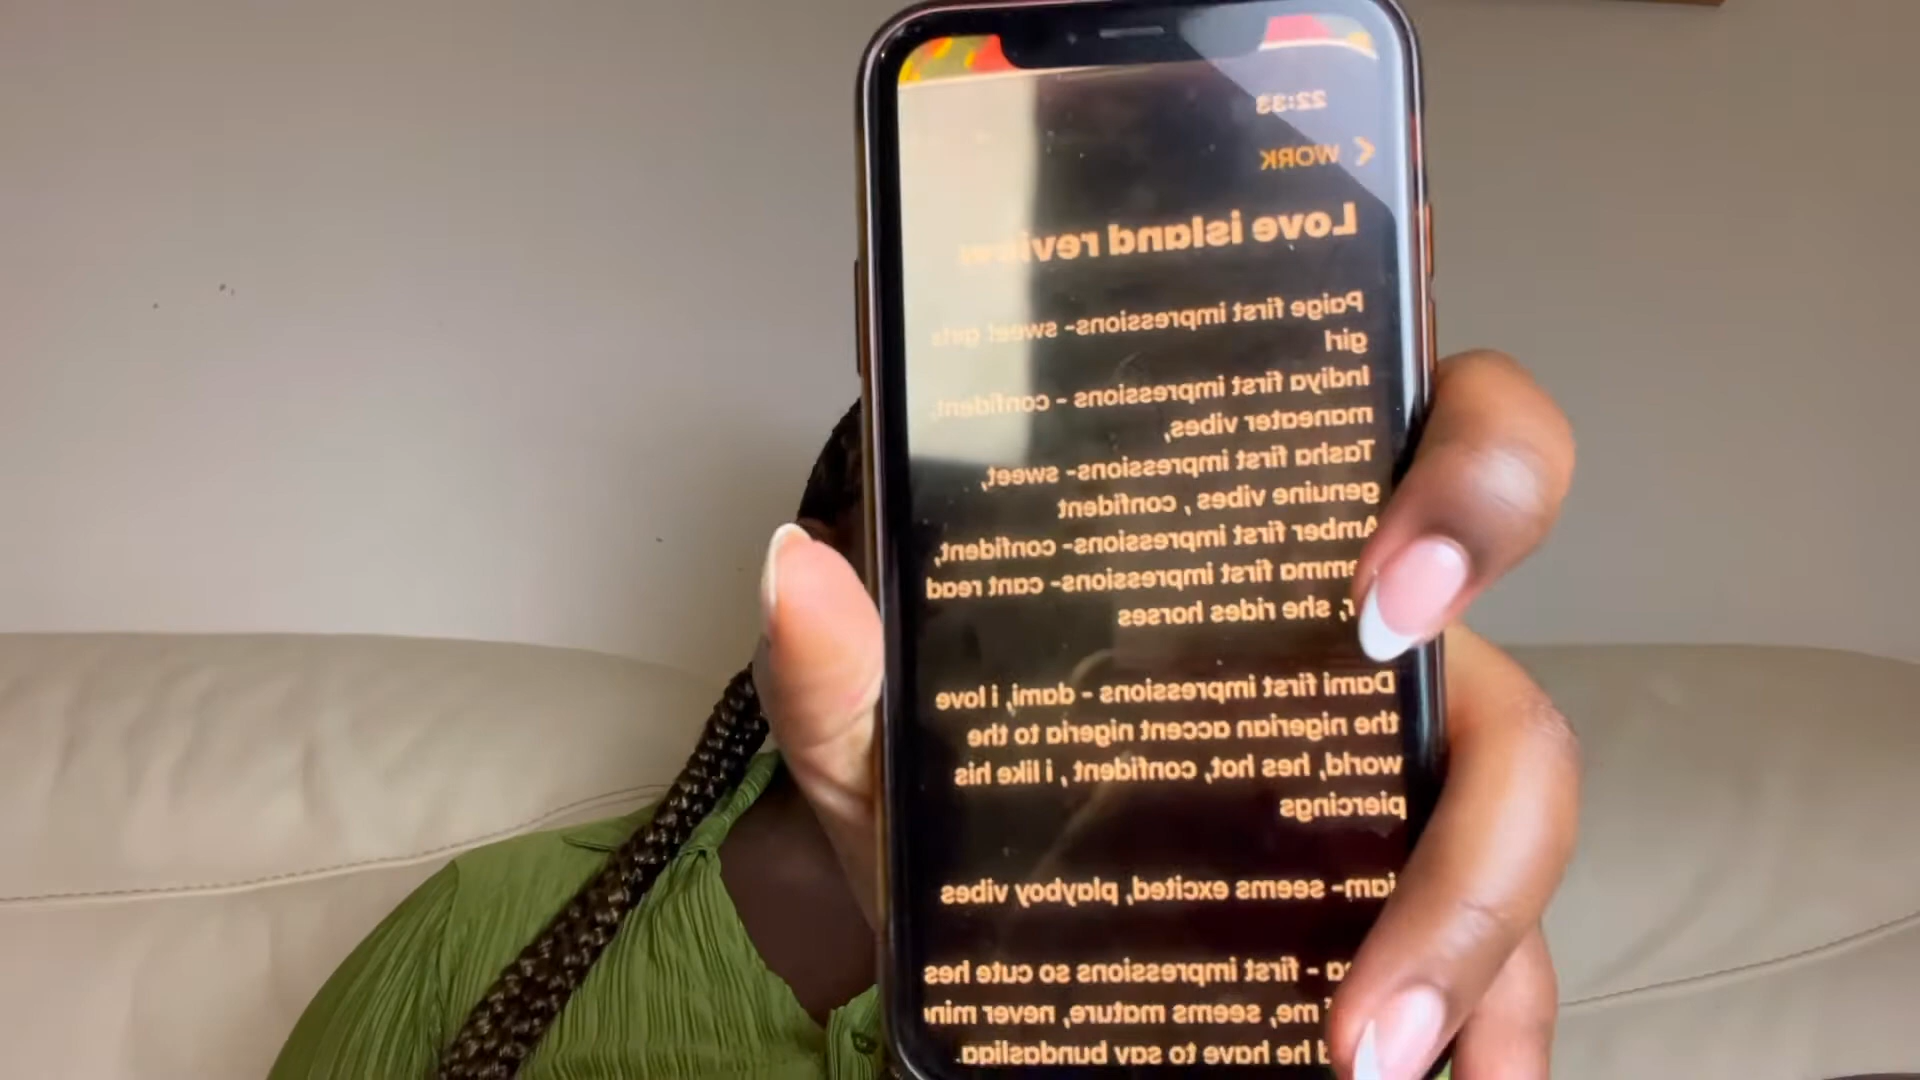 22:33
WORK
Love island review
Paige first impressions- sweet girls
girl
Indiya first impressions - confident,
maneater vibes,
Tasha first impressions- sweet,
genuine vibes , confident
Amber first impressions- confident,
first impressions- cant read
she rides horses
Dami first impressions - dami, i love
the nigerian accent nigeria to the
world, hes hot, confident , i like his
piercings
seems excited, playboy vibes
- first impressions so cute hes
me, seems mature, never
he have to say bundasliga.